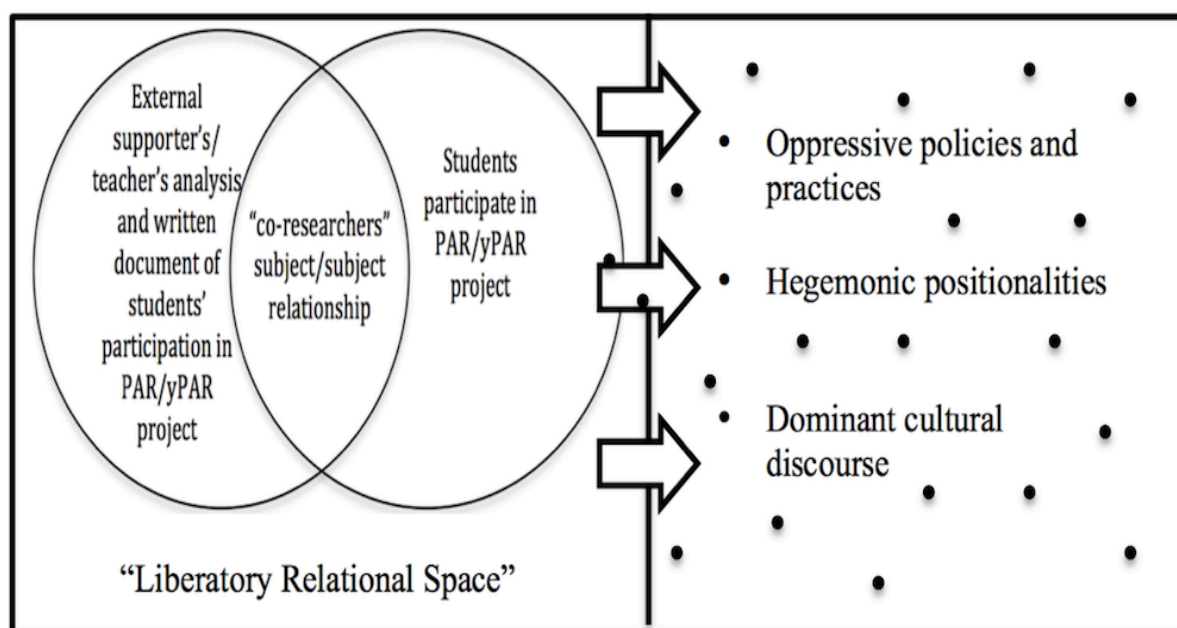 External
supporter's/
teacher's analysis
and written
document of
students'
participation in
PAR/yPAR
project
“co-researchers”
subject/subject
relationship
Students
participate in
PAR/yPAR
project
“Liberatory Relational Space”
• Oppressive policies and
practices
• Hegemonic positionalities
• Dominant cultural
discourse